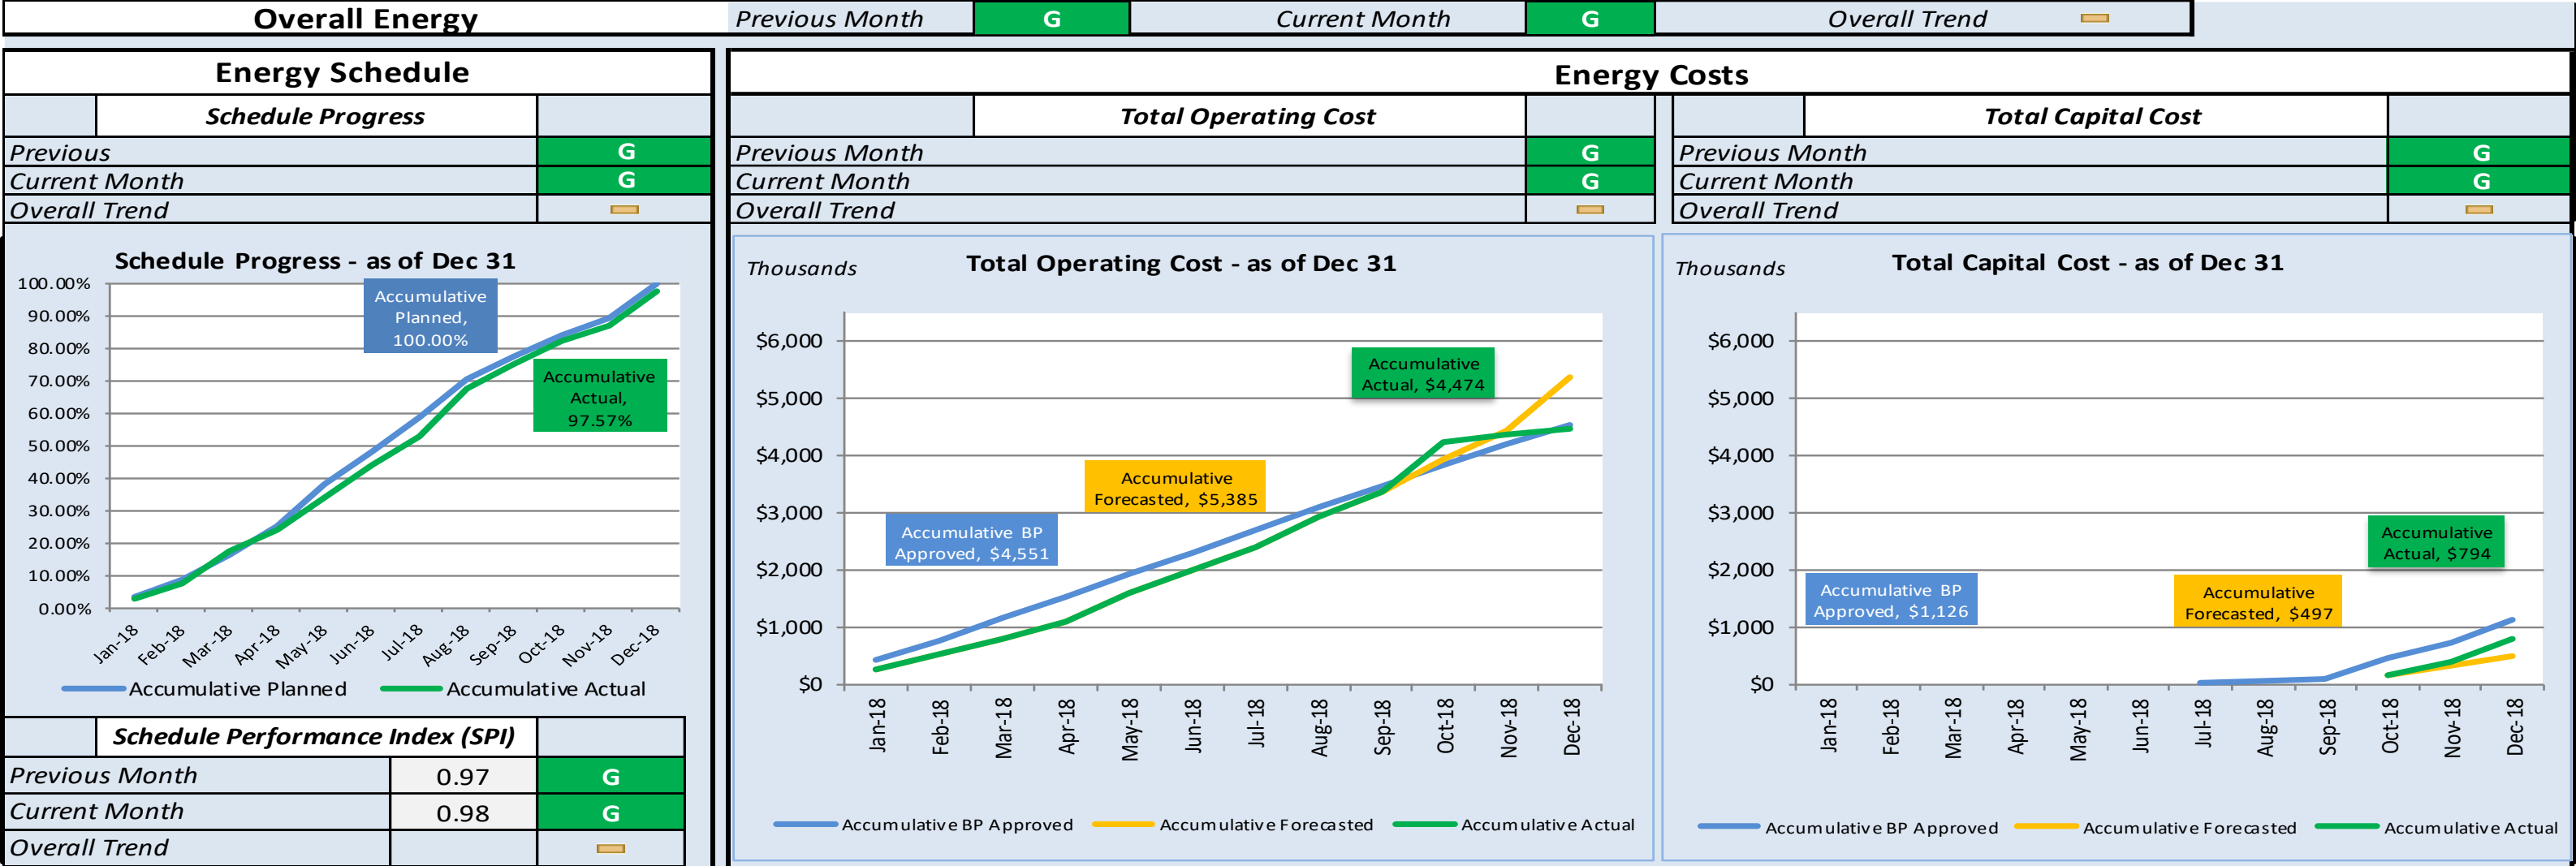 Overall Energy
Previous Month G Current Month G Overall Trend
Energy Schedule
Schedule Progress
Previous G
Current Month G
Overall Trend
Schedule Progress - as of Dec 31
100.00%
90.00%
80.00%
70.00%
60.00%
50.00%
40.00%
30.00%
20.00%
10.00%
0.00%
Accumulative
Planned,
100.00%
Accumulative
Actual,
97.57%
Jan-18 Feb-18 Mar-18 Apr-18 May-18 Jun-18 Jul-18 Aug-18 Sep-18 Oct-18 Nov-18 Dec-18
Accumulative Planned Accumulative Actual
Schedule Performance Index (SPI)
Previous Month 0.97 G
Current Month 0.98 G
Overall Trend
Energy Costs
Total Operating Cost
Previous Month G
Current Month G
Overall Trend
Thousands
Total Operating Cost - as of Dec 31
$6,000
$5,000
$4,000
$3,000
$2,000
$1,000
$0
Accumulative
Actual, $4,474
Accumulative
Forecasted, $5,385
Accumulative BP
Approved, $4,551
Jan-18 Feb-18 Mar-18 Apr-18 May-18 Jun-18 Jul-18 Aug-18 Sep-18 Oct-18 Nov-18 Dec-18
Accumulative BP Approved Accumulative Forecasted Accumulative Actual
Total Capital Cost
Previous Month G
Current Month G
Overall Trend
Thousands
Total Capital Cost - as of Dec 31
$6,000
$5,000
$4,000
$3,000
$2,000
$1,000
$0
Accumulative
Actual, $794
Accumulative BP
Approved, $1,126
Accumulative
Forecasted, $497
Jan-18 Feb-18 Mar-18 Apr-18 May-18 Jun-18 Jul-18 Aug-18 Sep-18 Oct-18 Nov-18 Dec-18
Accumulative BP Approved Accumulative Forecasted Accumulative Actual